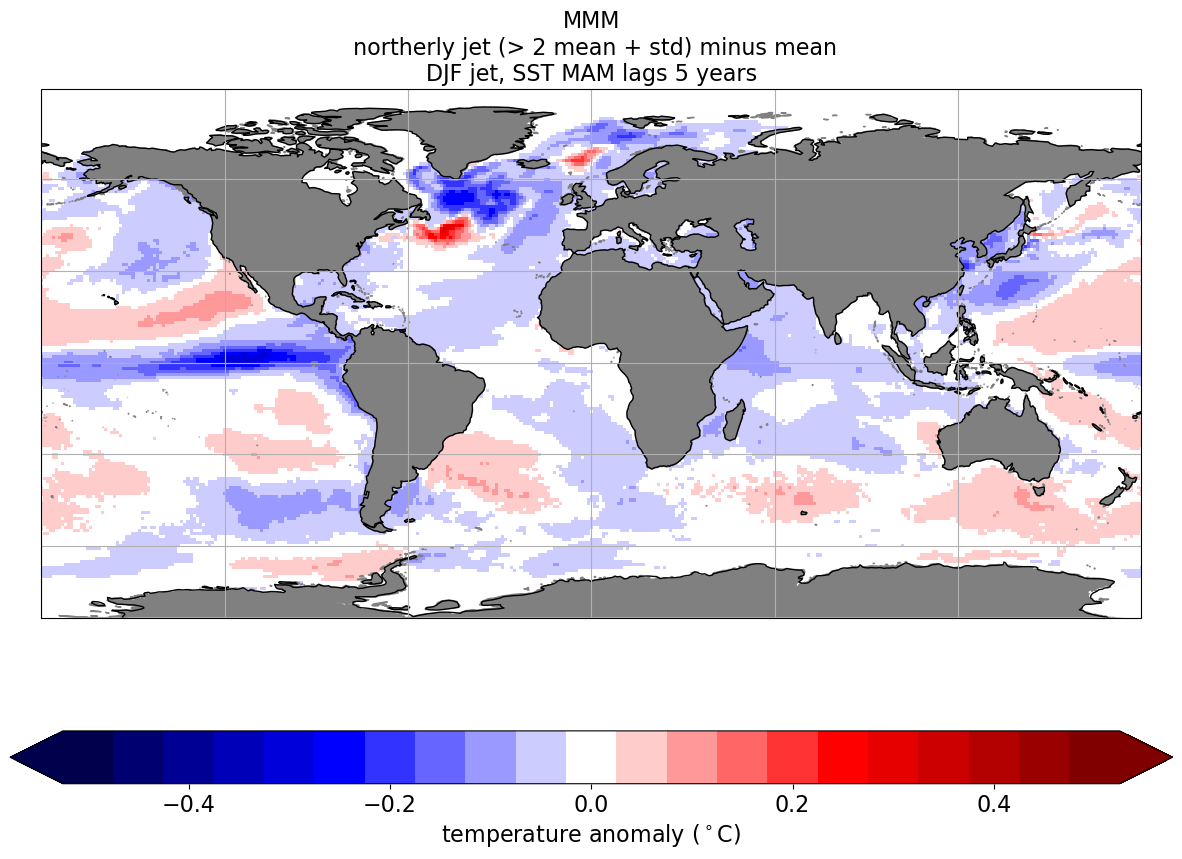 MMM
northerly jet (> 2 mean + std) minus mean
DJF jet, SST MAM lags 5 years
−0.4 −0.2 0.0 0.2 0.4
temperature anomaly (°C)